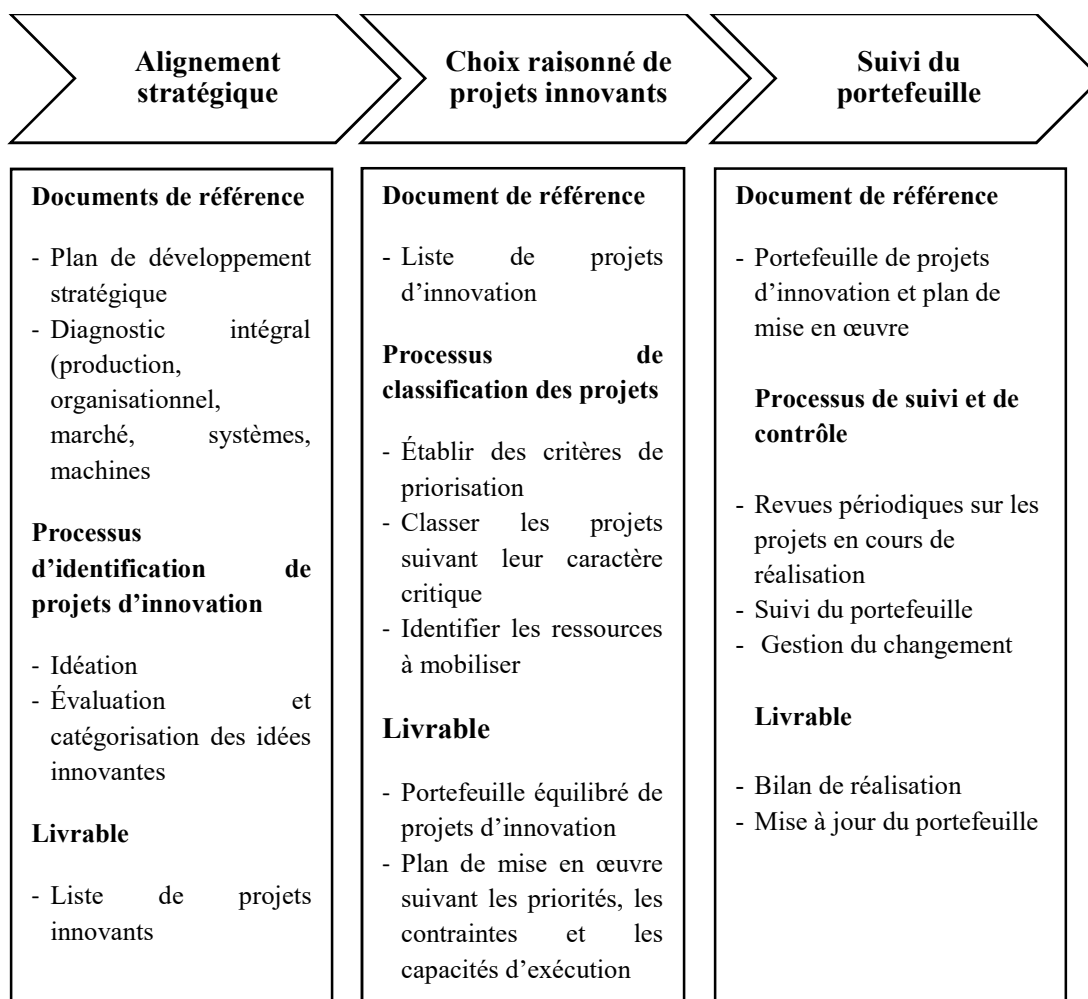 Alignement
stratégique
Choix raisonné de
projets innovants
Suivi du
portefeuille
Documents de référence
- Plan de développement
stratégique
- Diagnostic intégral
(production,
organisationnel,
marché, systèmes,
machines
Processus
d’identification de
projets d’innovation
- Idéation
- Évaluation et
catégorisation des idées
innovantes
Livrable
- Liste de projets
innovants
Document de référence
- Liste de projets
d’innovation
Processus de
classification des projets
- Établir des critères de
priorisation
- Classer les projets
suivant leur caractère
critique
- Identifier les ressources
à mobiliser
Livrable
- Portefeuille équilibré de
projets d’innovation
- Plan de mise en œuvre
suivant les priorités, les
contraintes et les
capacités d’exécution
Document de référence
- Portefeuille de projets
d’innovation et plan de
mise en œuvre
Processus de suivi et de
contrôle
- Revues périodiques sur les
projets en cours de
réalisation
- Suivi du portefeuille
- Gestion du changement
Livrable
- Bilan de réalisation
- Mise à jour du portefeuille